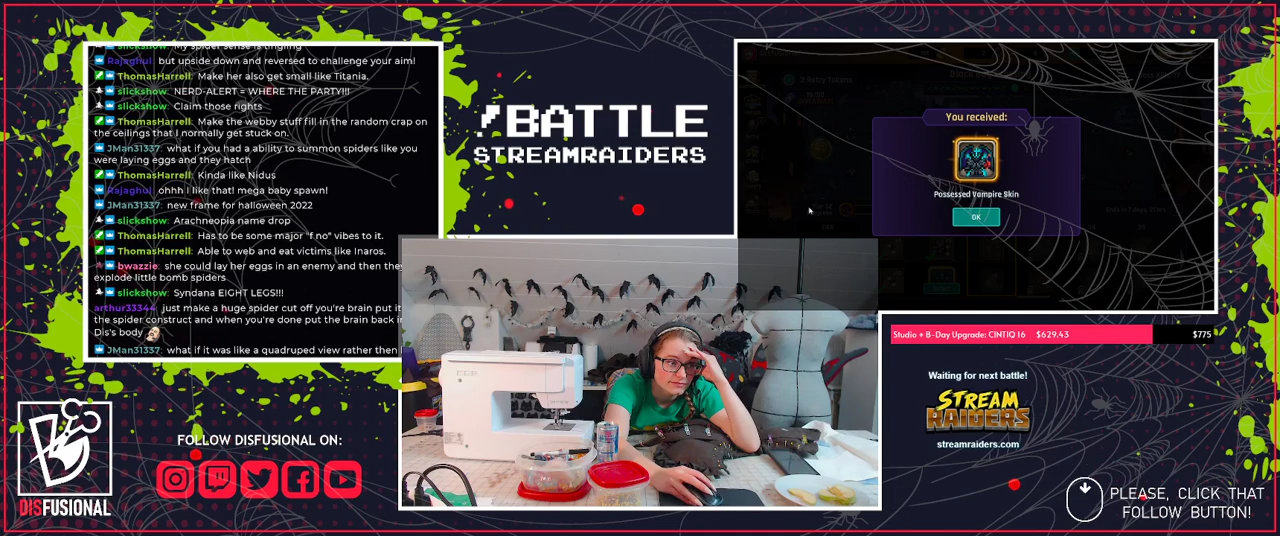 slickshow: My spider sense is tingling
Rajaghul: but upside down and reversed to challenge your aim!
ThomasHarrell: Make her also get small like Titania.
slickshow: NERD-ALERT = WHERE THE PARTY!!!
slickshow: Claim those rights
ThomasHarrell: Make the webby stuff fill in the random crap on
the ceilings that I normally get stuck on.
JMan31337: what if you had a ability to summon spiders like you
were laying eggs and they hatch
ThomasHarrell: Kinda like Nidus
Rajaghul: ohhh I like that! mega baby spawn!
JMan31337: new frame for halloween 2022
slickshow: Arachneopia name drop
ThomasHarrell: Has to be some major "f no" vibes to it.
ThomasHarrell: Able to web and eat victims like Inaros.
bwazzie: she could lay her eggs in an enemy and then they
explode little bomb spiders
slickshow: Syndana EIGHT LEGS!!!
arthur33344: just make a huge spider cut off you're brain put it
the spider construct and when you're done put the brain back in
Dis's body
JMan31337: what if it was like a quadruped view rather then
!BATTLE
STREAMRAIDERS
You received:
Possessed Vampire Skin
OK
Studio + B-Day Upgrade: CINTIQ 16 $629.43 $775
Waiting for next battle!
STREAM
RAIDERS
streamraiders.com
DISFUSIONAL
FOLLOW DISFUSIONAL ON:
PLEASE, CLICK THAT
FOLLOW BUTTON!